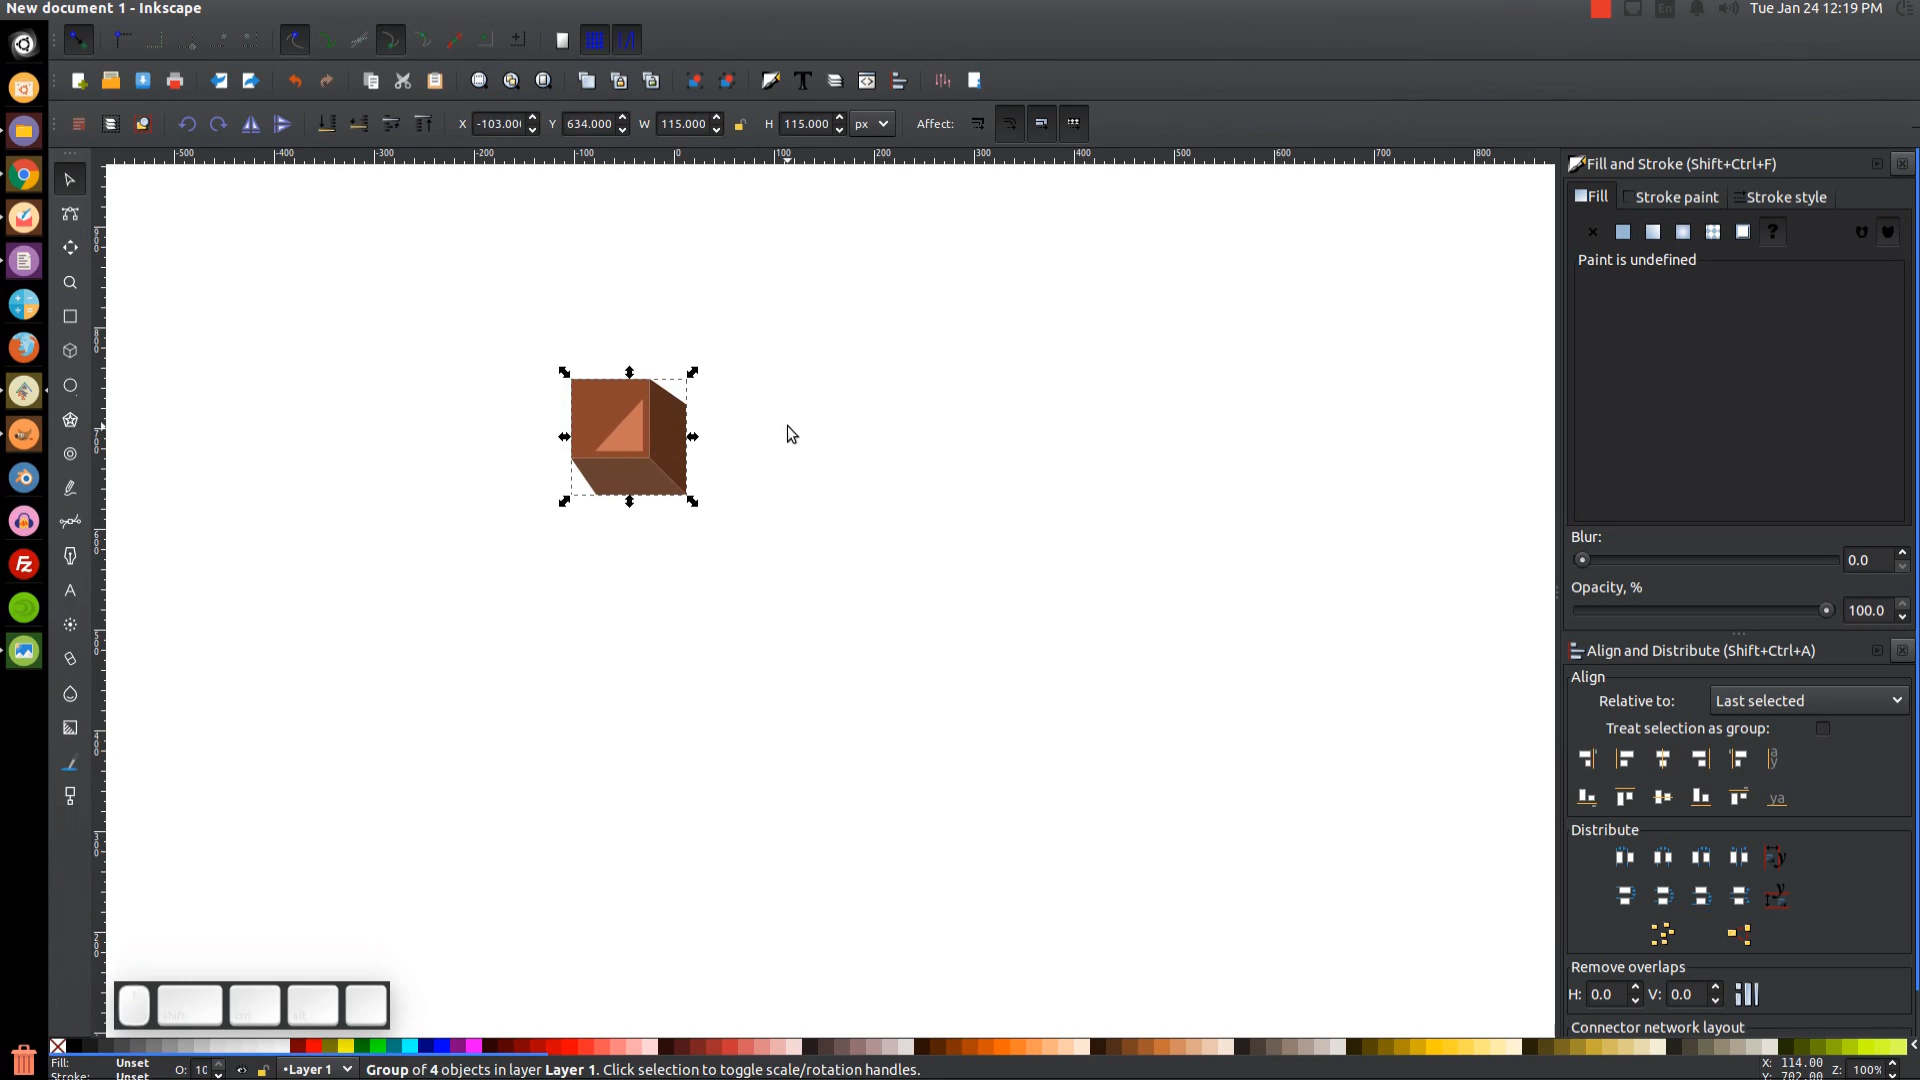 New document 1 - Inkscape
En
Tue Jan 24 12:19 PM
X -103.00 Y 634.000 W 115.000 H 115.000 px Affect:
-500 -400 -300 -200 -100 0 100 200 300 400 500 600 700 800
Fill and Stroke (Shift+Ctrl+F)
Fill Stroke paint Stroke style
?
Paint is undefined
Blur:
0.0
Opacity, %
100.0
Align and Distribute (Shift+Ctrl+A)
Align
Relative to: Last selected
Treat selection as group:
Distribute
Remove overlaps
H: 0.0 V: 0.0
Connector network layout
Fill: Unset
Stroke: Unset
O: 10
•Layer 1
Group of 4 objects in layer Layer 1. Click selection to toggle scale/rotation handles.
X: 114.00
Y: 702.00
Z: 100%